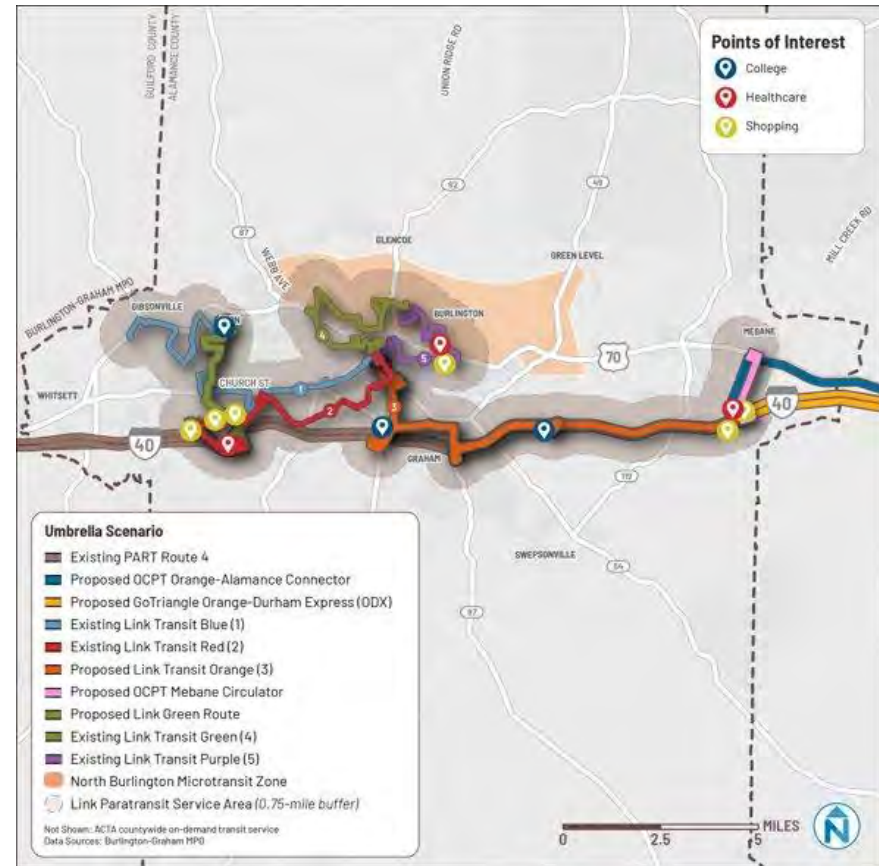 GUILFORD COUNTY
ALAMANCE COUNTY
UNION RIDGE RD
Points of Interest
College
Healthcare
Shopping
62
49
87
WEBB AVE
GLENCOE
GREEN LEVEL
MILL CREEK RD
BURLINGTON-GRAHAM MPO
GIBSONVILLE
BURLINGTON
MEBANE
4
5
70
WHITSETT
CHURCH ST
1
2
3
40
40
GRAHAM
119
SWEPSONVILLE
54
87
Umbrella Scenario
Existing PART Route 4
Proposed OCPT Orange-Alamance Connector
Proposed GoTriangle Orange-Durham Express (ODX)
Existing Link Transit Blue (1)
Existing Link Transit Red (2)
Proposed Link Transit Orange (3)
Proposed OCPT Mebane Circulator
Proposed Link Green Route
Existing Link Transit Green (4)
Existing Link Transit Purple (5)
North Burlington Microtransit Zone
Link Paratransit Service Area (0.75-mile buffer)
Not Shown: ACTA countywide on-demand transit service
Data Sources: Burlington-Graham MPO
MILES
0 2.5 5
N